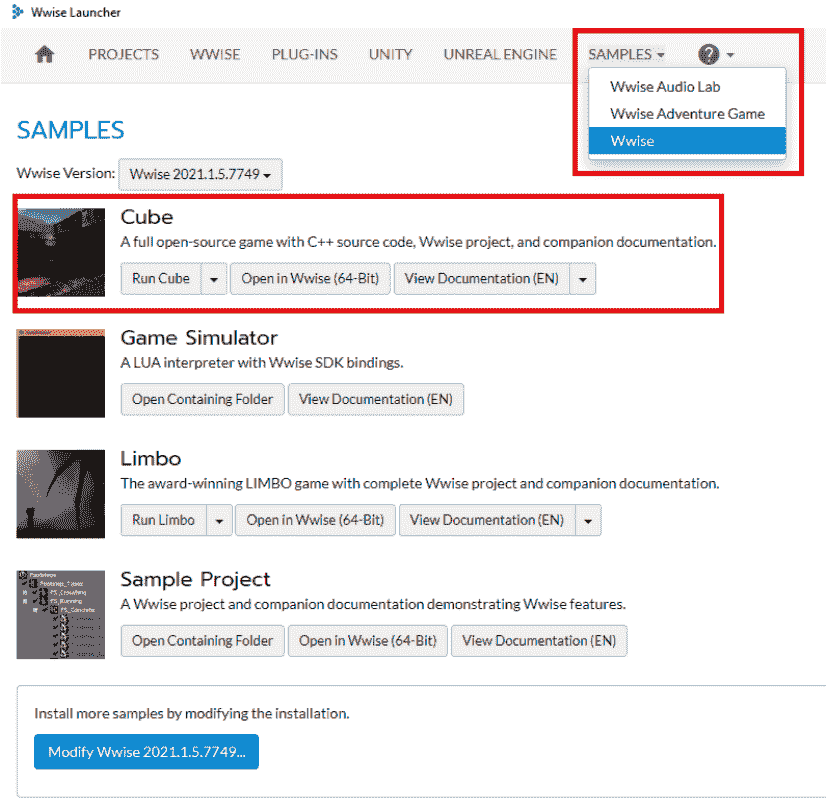 Wwise Launcher
PROJECTS WWISE PLUG-INS UNITY UNREAL ENGINE SAMPLES ?
Wwise Audio Lab
Wwise Adventure Game
Wwise
SAMPLES
Wwise Version: Wwise 2021.1.5.7749
Cube
A full open-source game with C++ source code, Wwise project, and companion documentation.
Run Cube Open in Wwise (64-Bit) View Documentation (EN)
Game Simulator
A LUA interpreter with Wwise SDK bindings.
Open Containing Folder View Documentation (EN)
Limbo
The award-winning LIMBO game with complete Wwise project and companion documentation.
Run Limbo Open in Wwise (64-Bit) View Documentation (EN)
Sample Project
A Wwise project and companion documentation demonstrating Wwise features.
Open Containing Folder Open in Wwise (64-Bit) View Documentation (EN)
Install more samples by modifying the installation.
Modify Wwise 2021.1.5.7749...